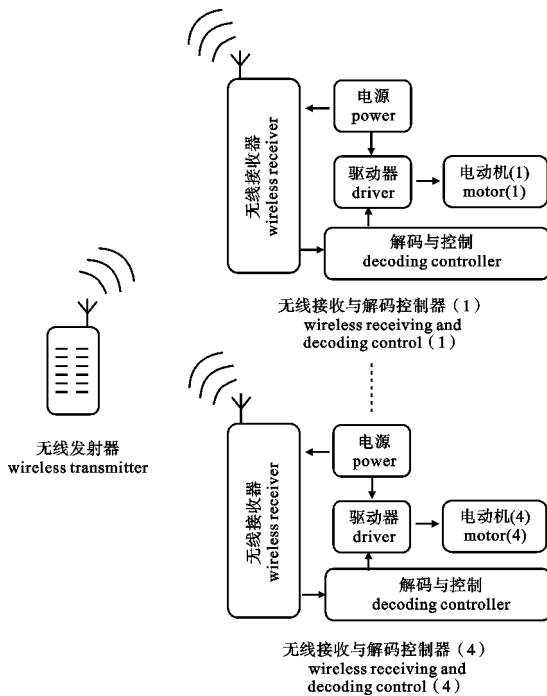 电源
power
无线接收器
wireless receiver
驱动器
driver
电动机(1)
motor(1)
解码与控制
decoding controller
无线接收与解码控制器（1）
wireless receiving and
decoding control（1）
无线发射器
wireless transmitter
电源
power
无线接收器
wireless receiver
驱动器
driver
电动机(4)
motor(4)
解码与控制
decoding controller
无线接收与解码控制器（4）
wireless receiving and
decoding control（4）